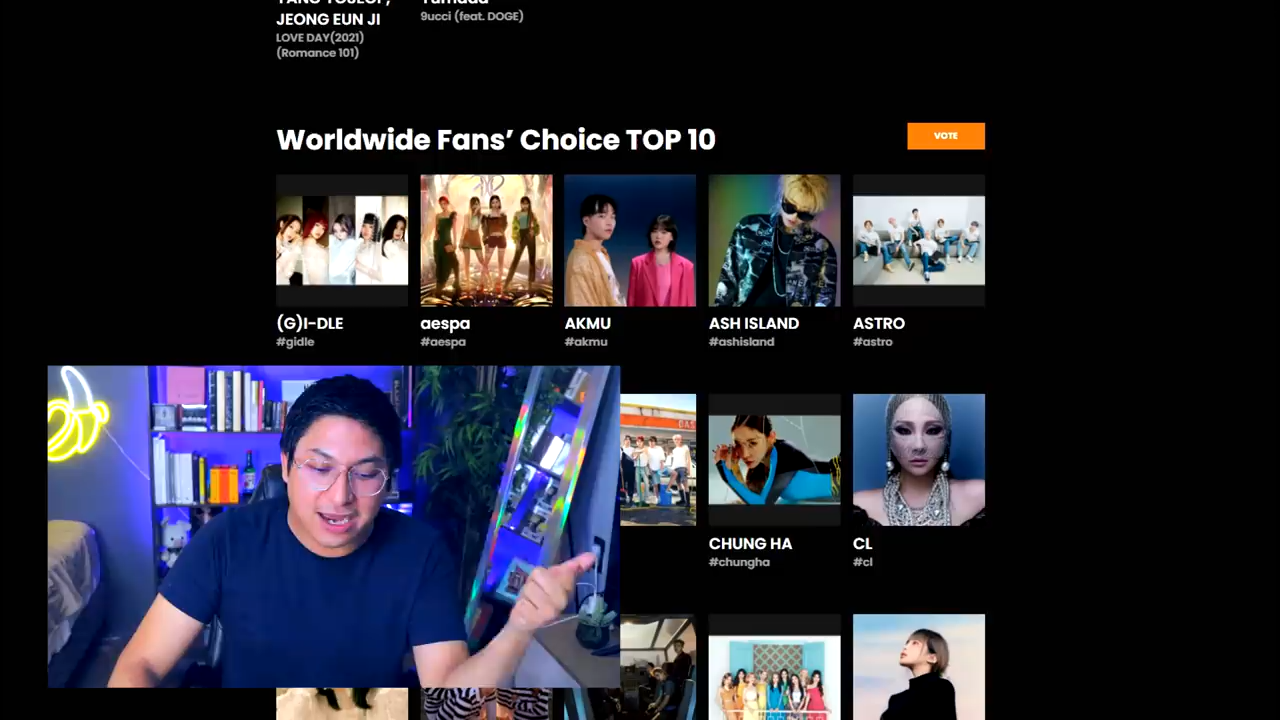 JEONG EUN JI
LOVE DAY(2021)
(Romance 101)
9ucci (feat. DOGE)
Worldwide Fans’ Choice TOP 10
VOTE
(G)I-DLE
#gidle
aespa
#aespa
AKMU
#akmu
ASH ISLAND
#ashisland
ASTRO
#astro
CHUNG HA
#chungha
CL
#cl